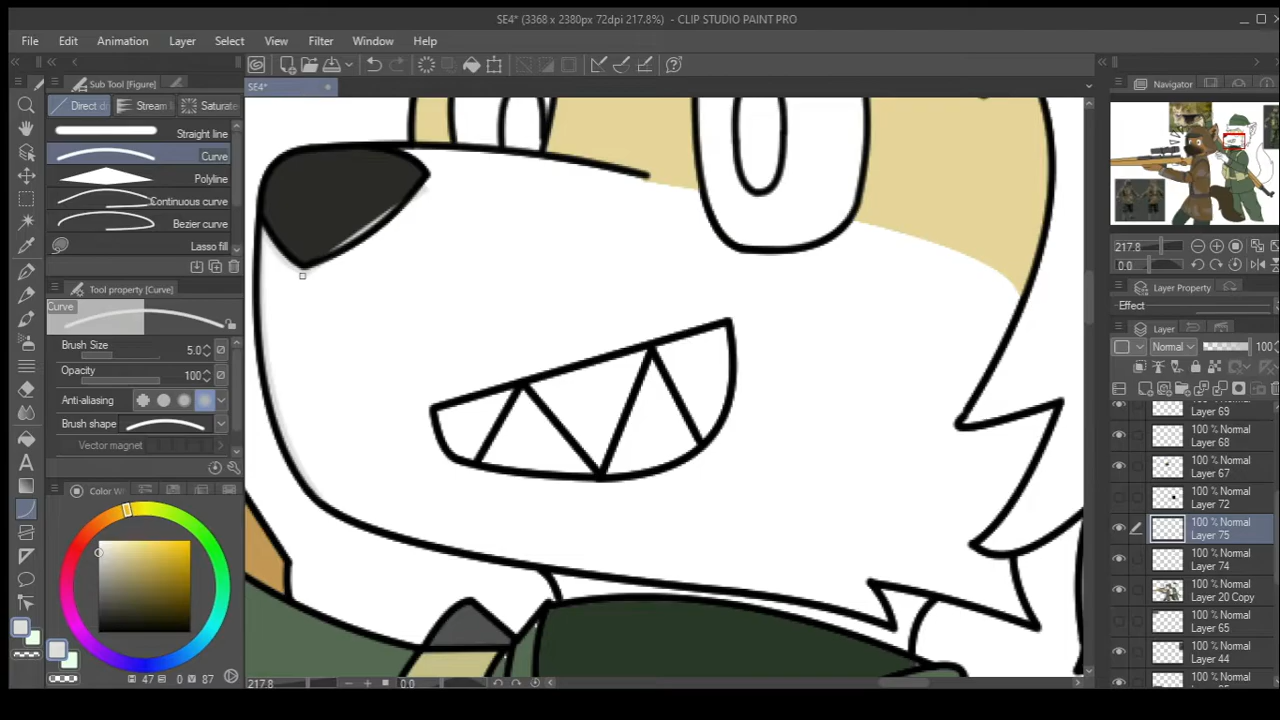 SE4* (3368 x 2380px 72dpi 217.8%) - CLIP STUDIO PAINT PRO
File Edit Animation Layer Select View Filter Window Help
Sub Tool [Figure]
Direct d
Stream l
Saturate
Straight line
Curve
Polyline
Continuous curve
Bezier curve
Lasso fill
Tool property [Curve]
Curve
Brush Size 5.0
Opacity 100
Anti-aliasing
Brush shape
Vector magnet
Color W
47 0 87
SE4*
217.8 0.0
Navigator
217.8
0.0
Layer Property
Effect
Layer
Normal 100
Layer 69
100 % Normal
Layer 68
100 % Normal
Layer 67
100 % Normal
Layer 72
100 % Normal
Layer 75
100 % Normal
Layer 74
100 % Normal
Layer 20 Copy
100 % Normal
Layer 65
100 % Normal
Layer 44
100 % Normal